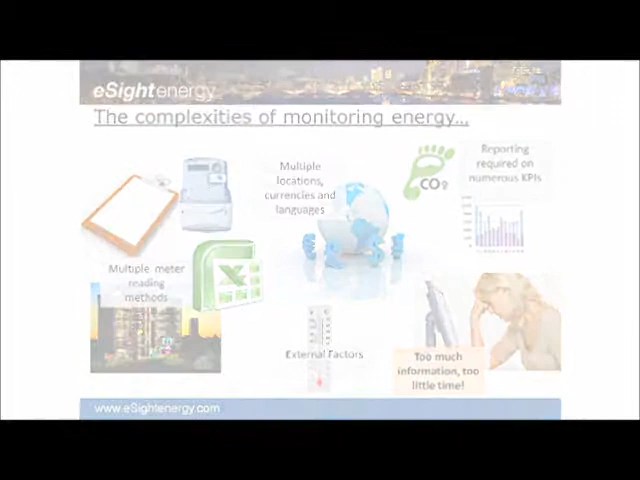 eSightenergy
The complexities of monitoring energy...
Multiple
locations,
currencies and
languages
CO2
Reporting
required on
numerous KPIs
Multiple meter
reading
methods
External Factors
Too much
information, too
little time!
www.eSightenergy.com